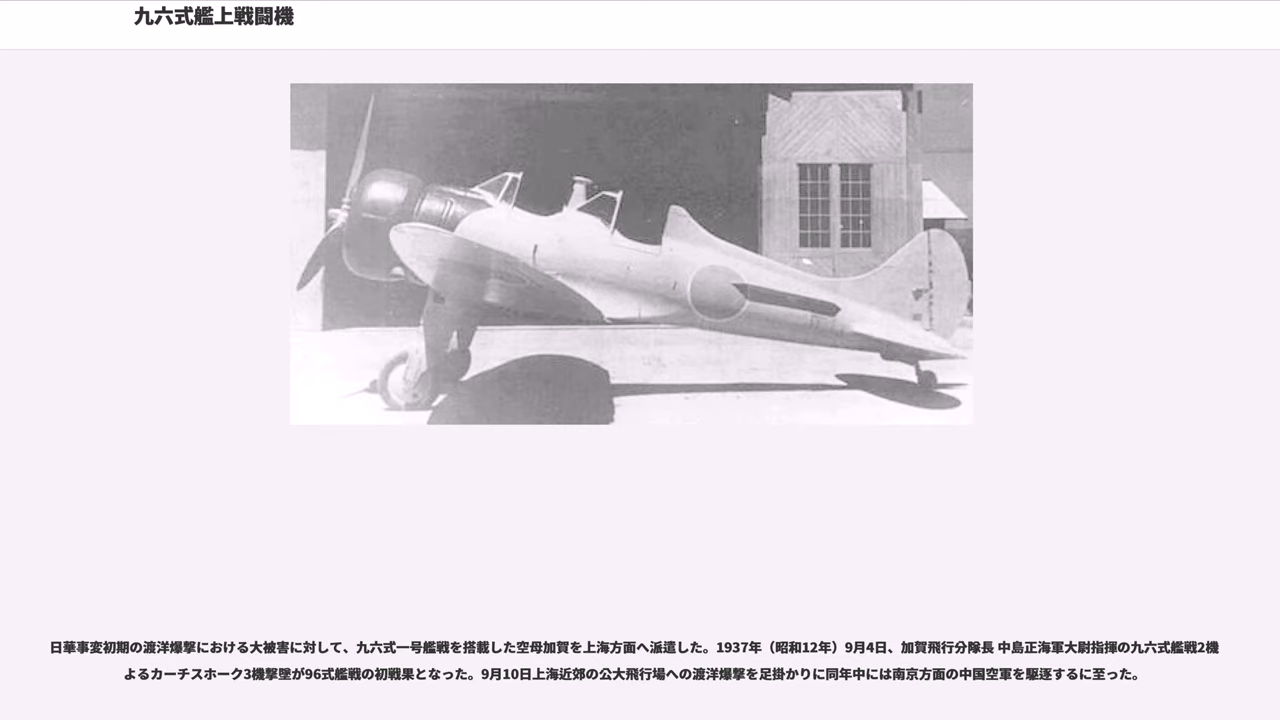 九六式艦上戦闘機
日華事変初期の渡洋爆撃における大被害に対して、九六式一号艦戦を搭載した空母加賀を上海方面へ派遣した。1937年（昭和12年）9月4日、加賀飛行分隊長 中島正海軍大尉指揮の九六式艦戦2機
よるカーチスホーク3機撃墜が96式艦戦の初戦果となった。9月10日上海近郊の公大飛行場への渡洋爆撃を足掛かりに同年中には南京方面の中国空軍を駆逐するに至った。